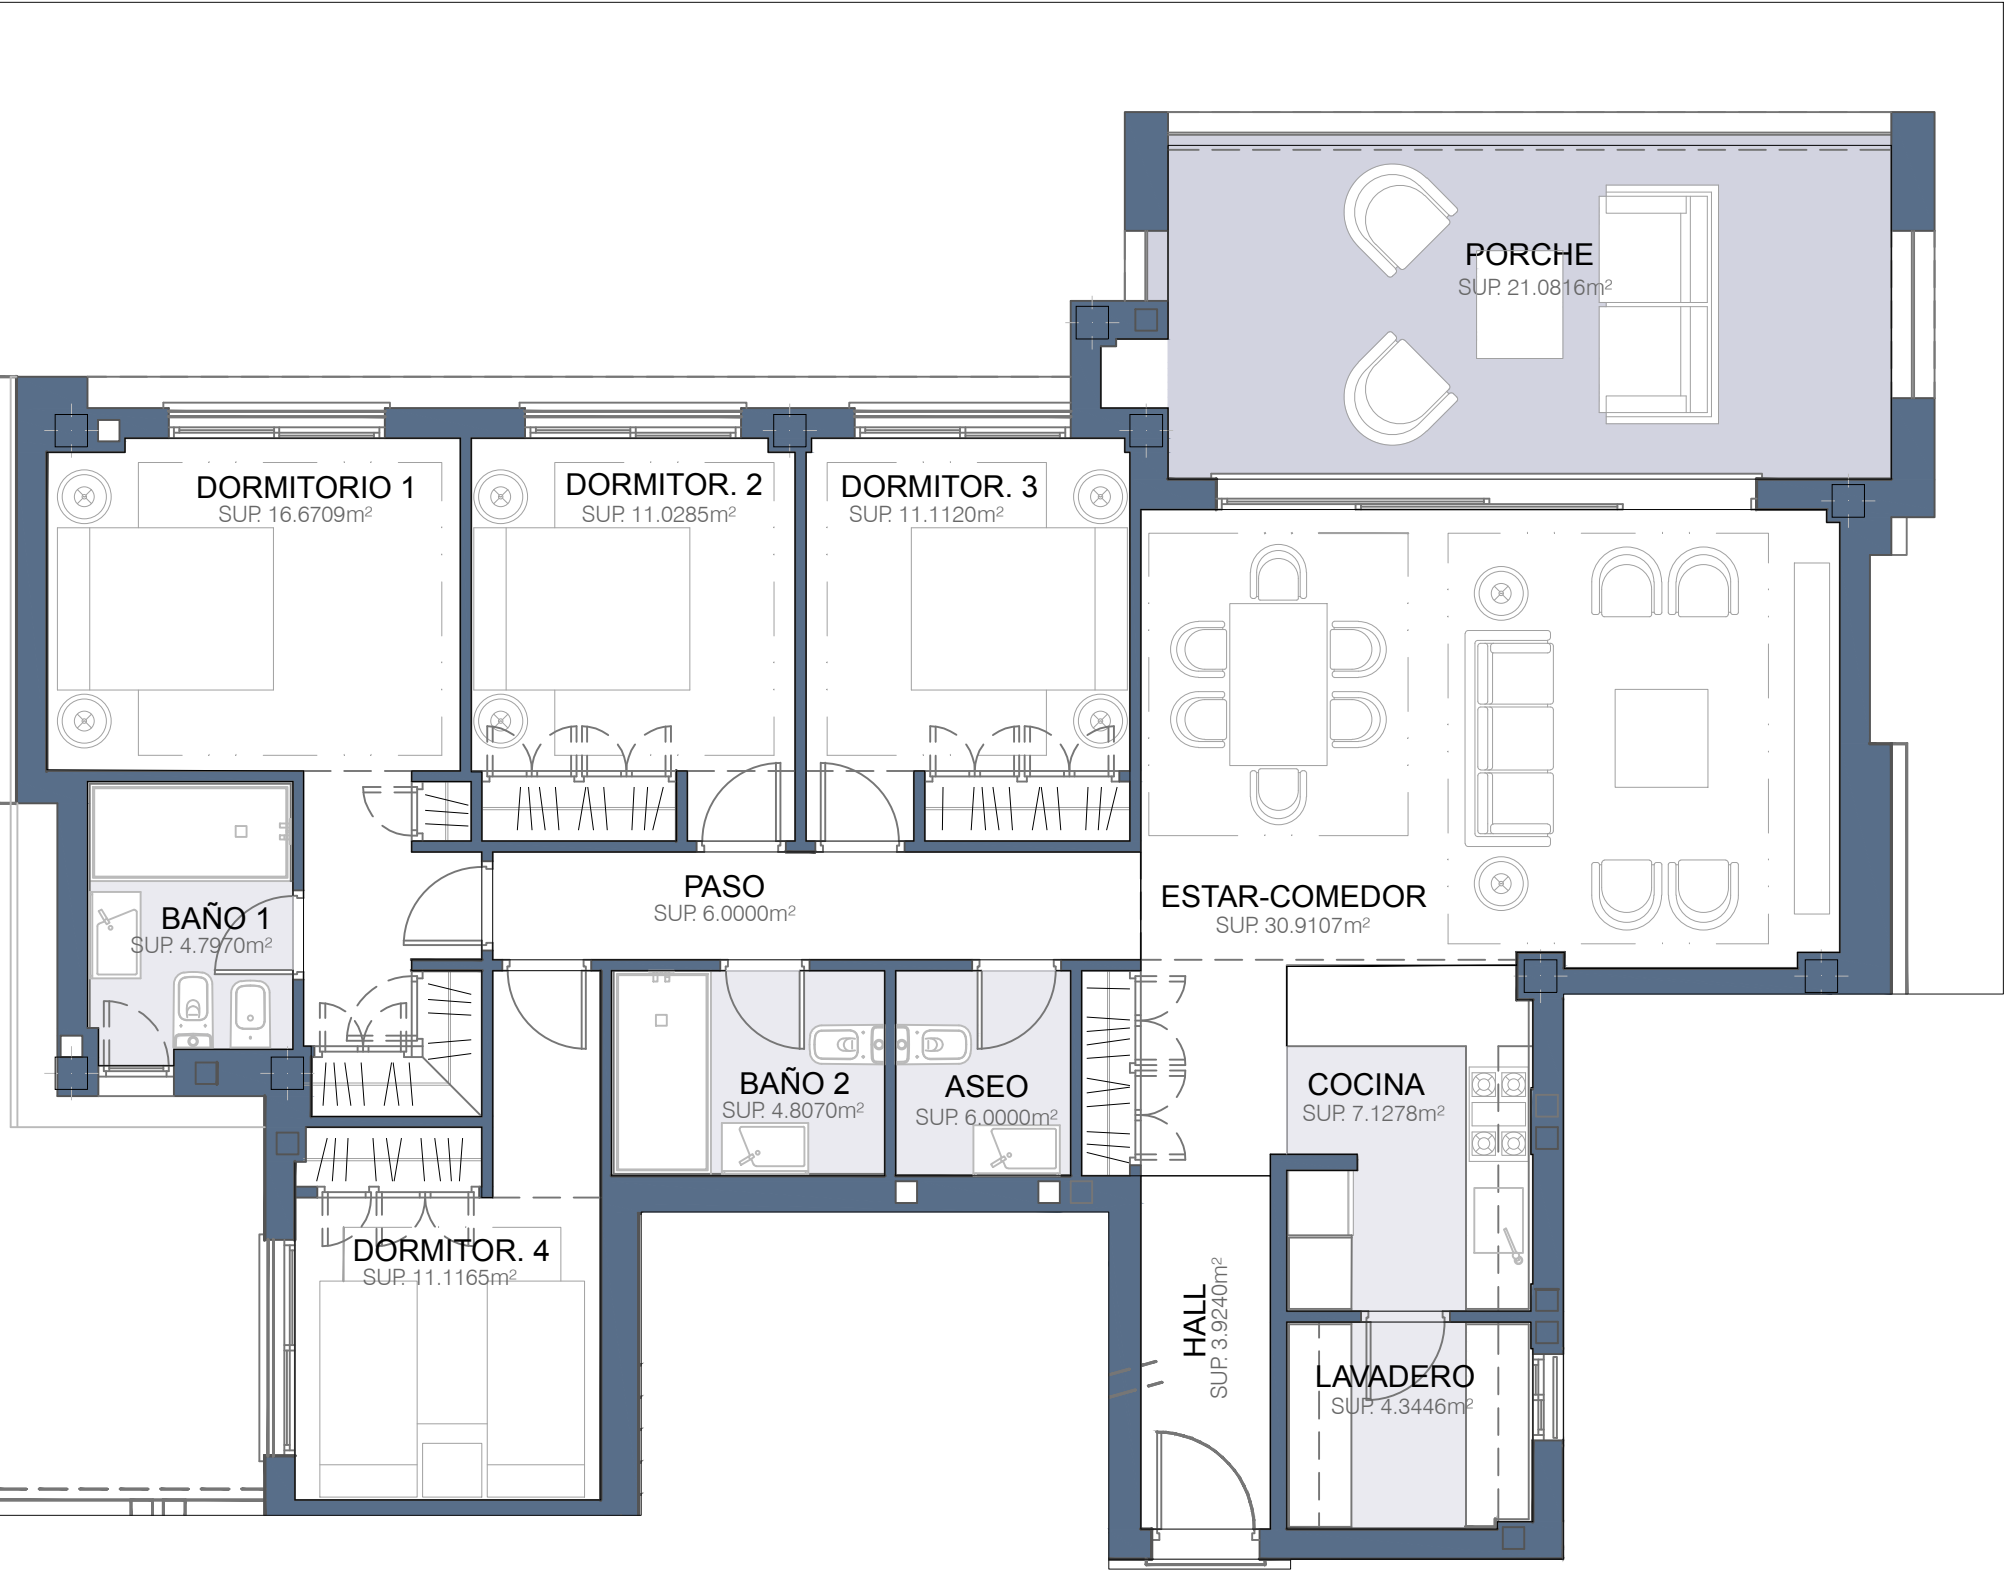 PORCHE
SUP. 21.0816m²
DORMITORIO 1
SUP. 16.6709m²
DORMITOR. 2
SUP. 11.0285m²
DORMITOR. 3
SUP. 11.1120m²
PASO
SUP. 6.0000m²
ESTAR-COMEDOR
SUP. 30.9107m²
BAÑO 1
SUP. 4.7970m²
BAÑO 2
SUP. 4.8070m²
ASEO
SUP. 6.0000m²
COCINA
SUP. 7.1278m²
DORMITOR. 4
SUP. 11.1165m²
HALL
SUP. 3.9240m²
LAVADERO
SUP. 4.3446m²